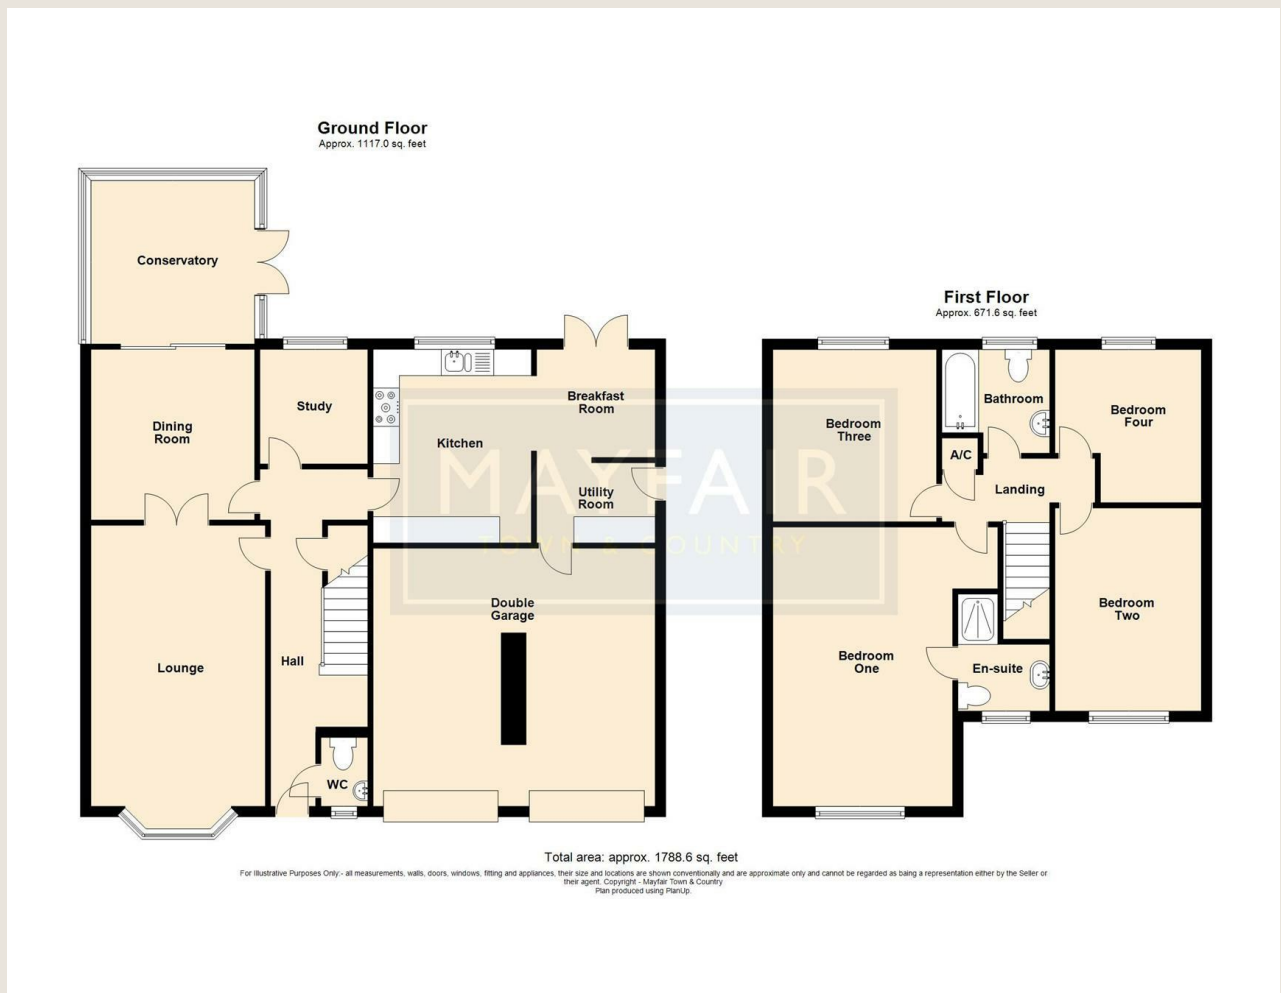 Ground Floor
Approx. 1117.0 sq. feet
Conservatory
Dining
Room
Study
Kitchen
Breakfast
Room
Utility
Room
Double
Garage
Lounge
Hall
WC
First Floor
Approx. 671.6 sq. feet
Bedroom
Three
Bathroom
A/C
Landing
Bedroom
Four
Bedroom
One
En-suite
Bedroom
Two
MAYFAIR
TOWN & COUNTRY
Total area: approx. 1788.6 sq. feet
For Illustrative Purposes Only:- all measurements, walls, doors, windows, fitting and appliances, their size and locations are shown conventionally and are approximate only and cannot be regarded as being a representation either by the Seller or
their agent. Copyright - Mayfair Town & Country
Plan produced using PlanUp.